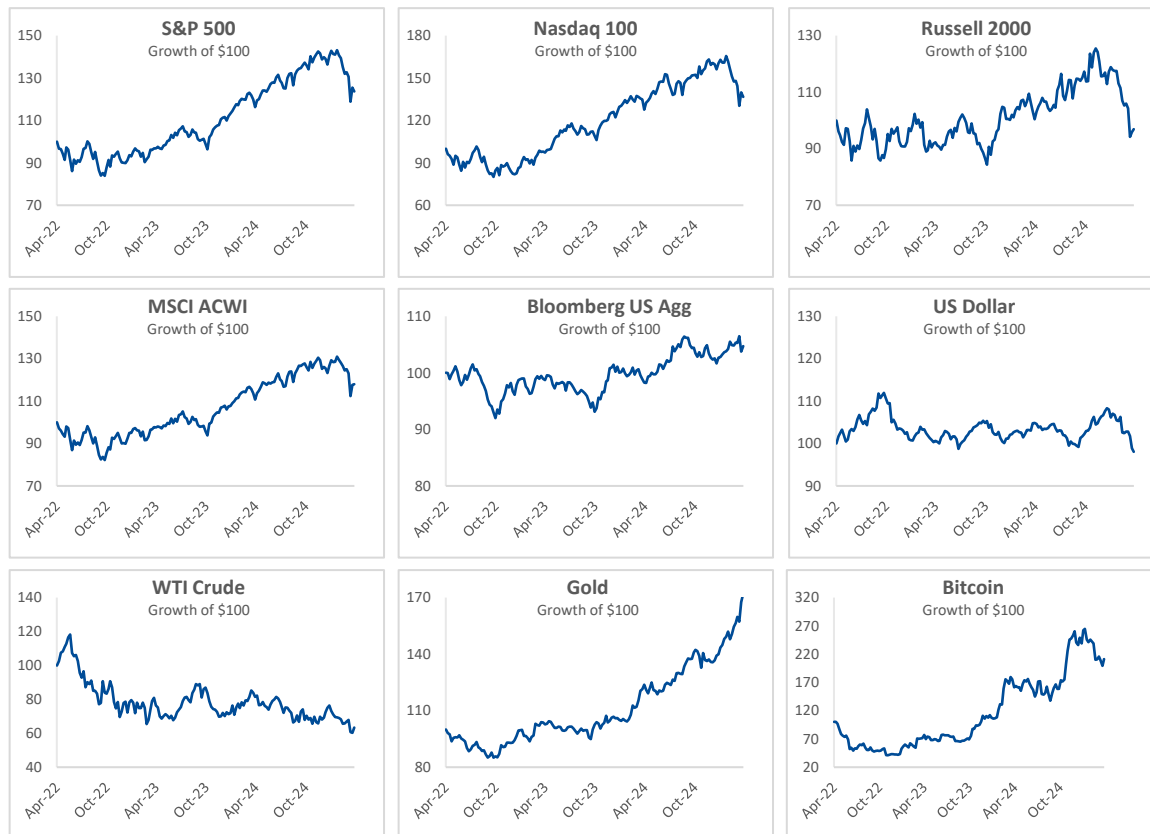 S&P 500
Growth of $100
150
130
110
90
70
Apr-22
Oct-22
Apr-23
Oct-23
Apr-24
Oct-24
Nasdaq 100
Growth of $100
180
150
120
90
60
Apr-22
Oct-22
Apr-23
Oct-23
Apr-24
Oct-24
Russell 2000
Growth of $100
130
120
110
100
90
80
70
Apr-22
Oct-22
Apr-23
Oct-23
Apr-24
Oct-24
MSCI ACWI
Growth of $100
150
130
110
90
70
Apr-22
Oct-22
Apr-23
Oct-23
Apr-24
Oct-24
Bloomberg US Agg
Growth of $100
110
100
90
80
Apr-22
Oct-22
Apr-23
Oct-23
Apr-24
Oct-24
US Dollar
Growth of $100
130
120
110
100
90
Apr-22
Oct-22
Apr-23
Oct-23
Apr-24
Oct-24
WTI Crude
Growth of $100
140
120
100
80
60
40
Apr-22
Oct-22
Apr-23
Oct-23
Apr-24
Oct-24
Gold
Growth of $100
170
140
110
80
Apr-22
Oct-22
Apr-23
Oct-23
Apr-24
Oct-24
Bitcoin
Growth of $100
320
270
220
170
120
70
20
Apr-22
Oct-22
Apr-23
Oct-23
Apr-24
Oct-24